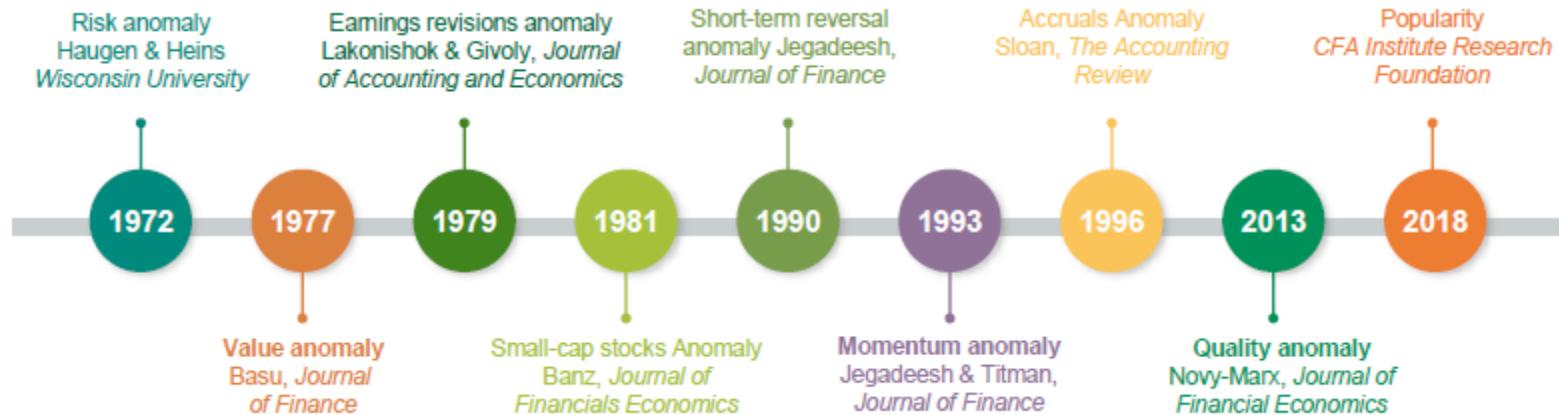 Risk anomaly
Haugen & Heins
Wisconsin University
Earnings revisions anomaly
Lakonishok & Givoly, Journal
of Accounting and Economics
Short-term reversal
anomaly Jegadeesh,
Journal of Finance
Accruals Anomaly
Sloan, The Accounting
Review
Popularity
CFA Institute Research
Foundation
1972
1977
1979
1981
1990
1993
1996
2013
2018
Value anomaly
Basu, Journal
of Finance
Small-cap stocks Anomaly
Banz, Journal of
Financials Economics
Momentum anomaly
Jegadeesh & Titman,
Journal of Finance
Quality anomaly
Novy-Marx, Journal of
Financial Economics